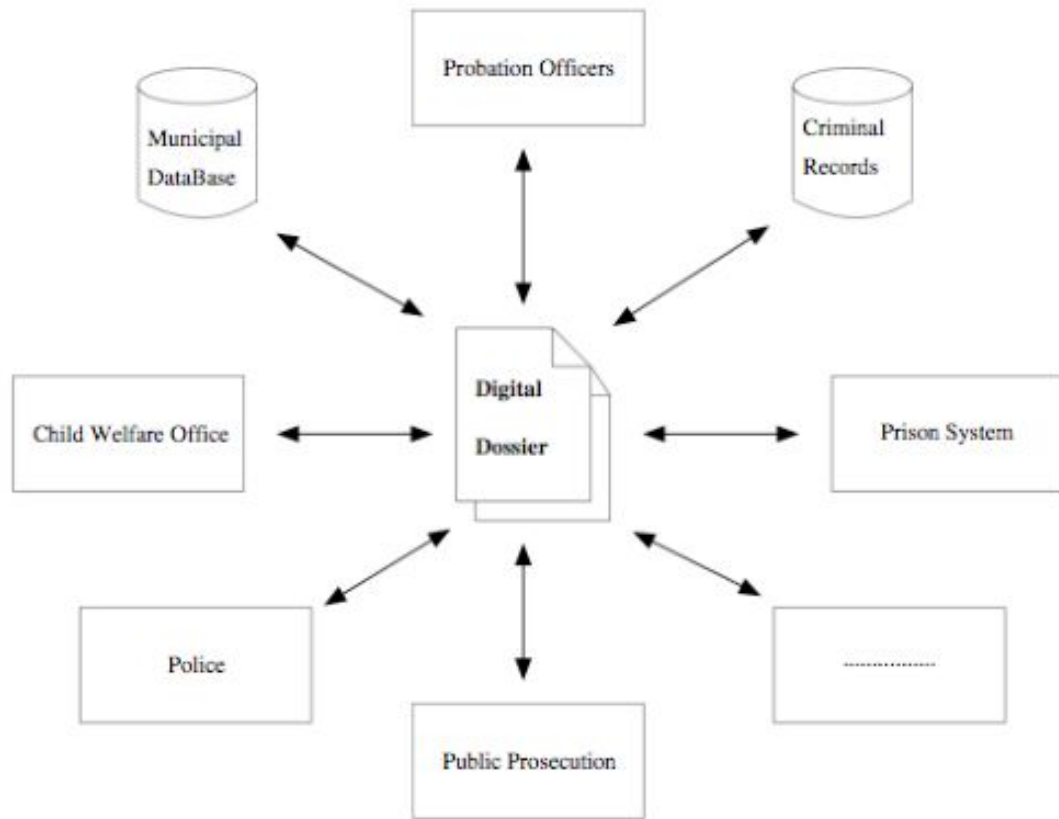 Probation Officers
Municipal
DataBase
Criminal
Records
Digital
Dossier
Child Welfare Office
Prison System
Police
Public Prosecution